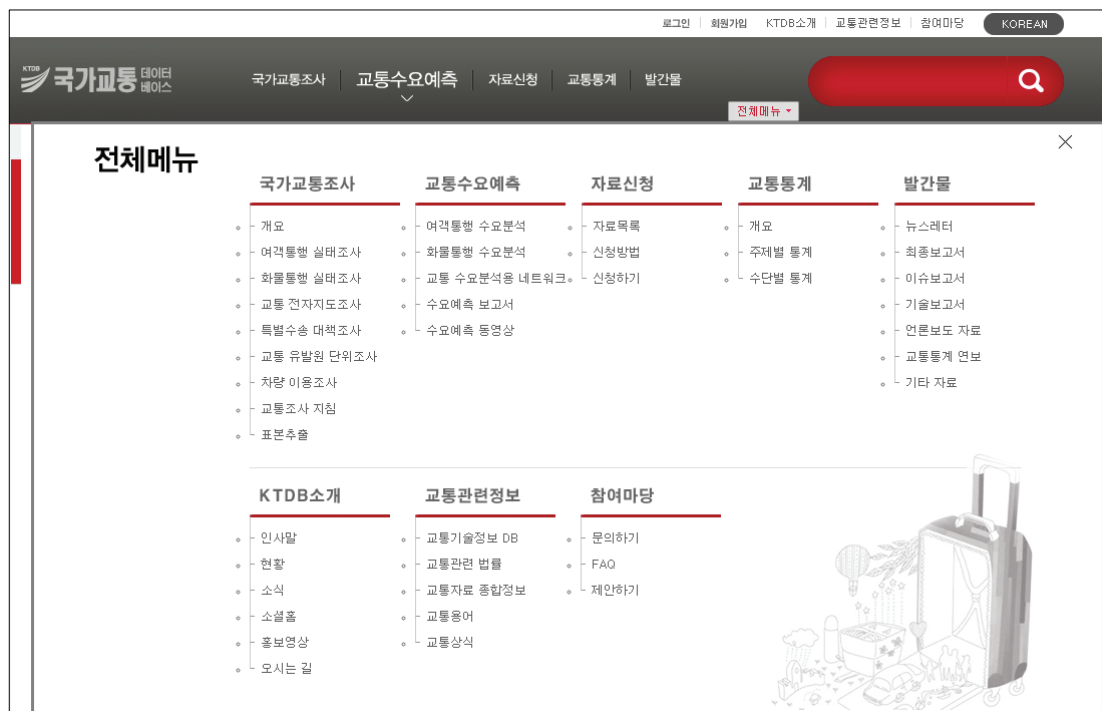 로그인 회원가입 KTDB소개 교통관련정보 참여마당 KOREAN
KTDB 국가교통 데이터 베이스
국가교통조사 교통수요예측 자료신청 교통통계 발간물
전체메뉴
전체메뉴
국가교통조사
개요
여객통행 실태조사
화물통행 실태조사
교통 전자지도조사
특별수송 대책조사
교통 유발원 단위조사
차량 이용조사
교통조사 지침
표본추출
교통수요예측
여객통행 수요분석
화물통행 수요분석
교통 수요분석용 네트워크
수요예측 보고서
수요예측 동영상
자료신청
자료목록
신청방법
신청하기
교통통계
개요
주제별 통계
수단별 통계
발간물
뉴스레터
최종보고서
이슈보고서
기술보고서
언론보도 자료
교통통계 연보
기타 자료
KTDB소개
인사말
현황
소식
소셜홈
홍보영상
오시는 길
교통관련정보
교통기술정보 DB
교통관련 법률
교통자료 종합정보
교통용어
교통상식
참여마당
문의하기
FAQ
제안하기